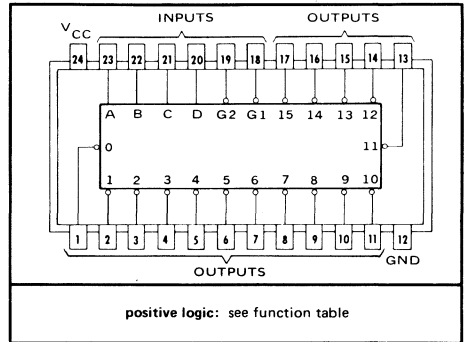 INPUTS OUTPUTS
VCC
24 23 22 21 20 19 18 17 16 15 14 13
A B C D G2 G1 15 14 13 12
0 11
1 2 3 4 5 6 7 8 9 10
1 2 3 4 5 6 7 8 9 10 11 12
OUTPUTS GND
positive logic: see function table